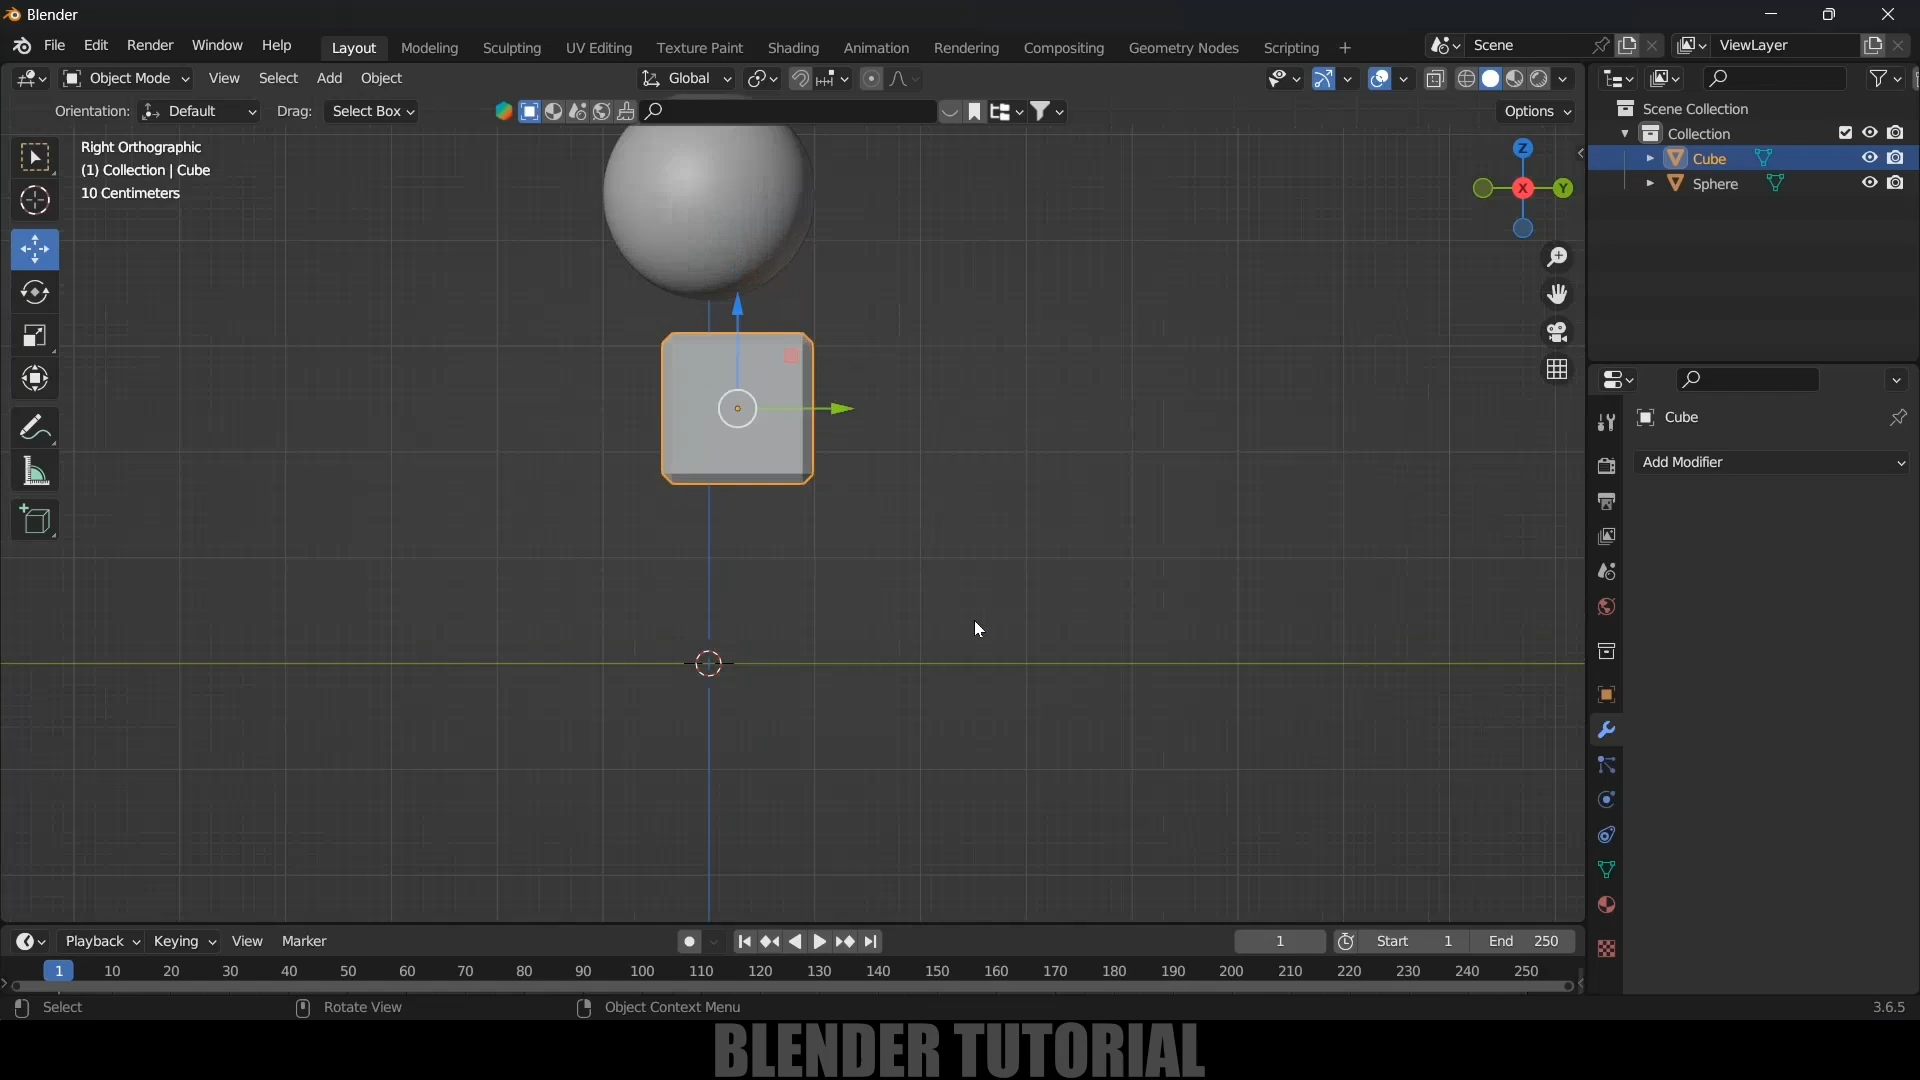 Blender
File Edit Render Window Help Layout Modeling Sculpting UV Editing Texture Paint Shading Animation Rendering Compositing Geometry Nodes Scripting + Scene ViewLayer
Object Mode View Select Add Object Global
Orientation: Default Drag: Select Box Options
Right Orthographic
(1) Collection | Cube
10 Centimeters
Z
X
Y
Scene Collection
Collection
Cube
Sphere
Cube
Add Modifier
Playback Keying View Marker 1 Start 1 End 250
1 10 20 30 40 50 60 70 80 90 100 110 120 130 140 150 160 170 180 190 200 210 220 230 240 250
Select Rotate View Object Context Menu 3.6.5
BLENDER TUTORIAL